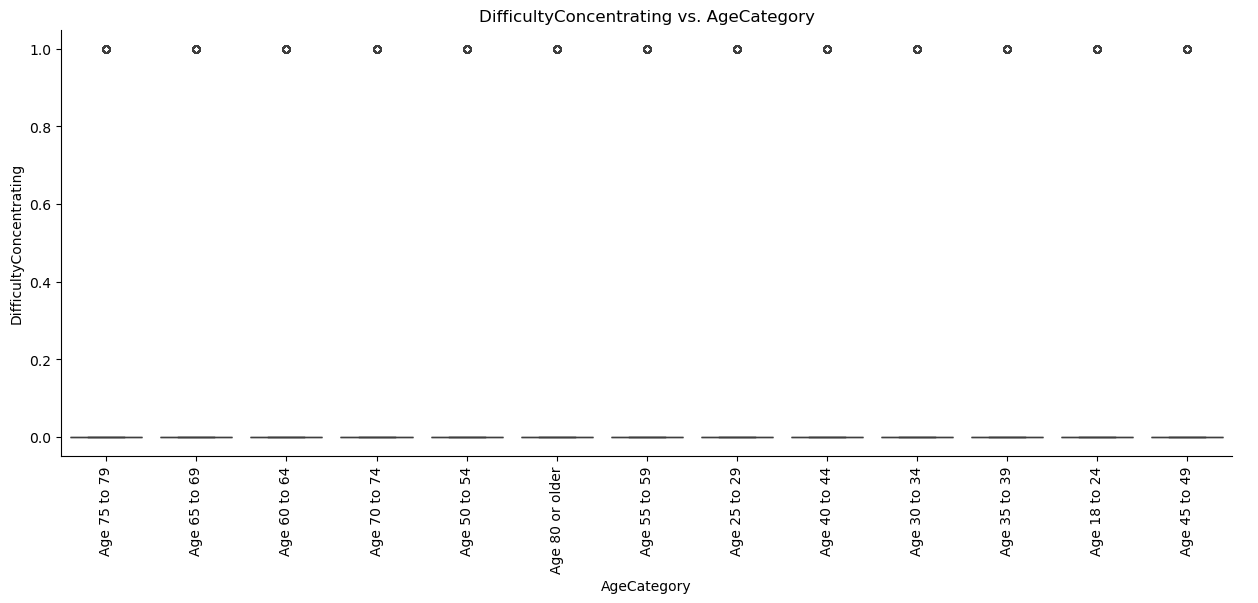 DifficultyConcentrating vs. AgeCategory
DifficultyConcentrating
1.0
0.8
0.6
0.4
0.2
0.0
Age 75 to 79
Age 65 to 69
Age 60 to 64
Age 70 to 74
Age 50 to 54
Age 80 or older
Age 55 to 59
Age 25 to 29
Age 40 to 44
Age 30 to 34
Age 35 to 39
Age 18 to 24
Age 45 to 49
AgeCategory